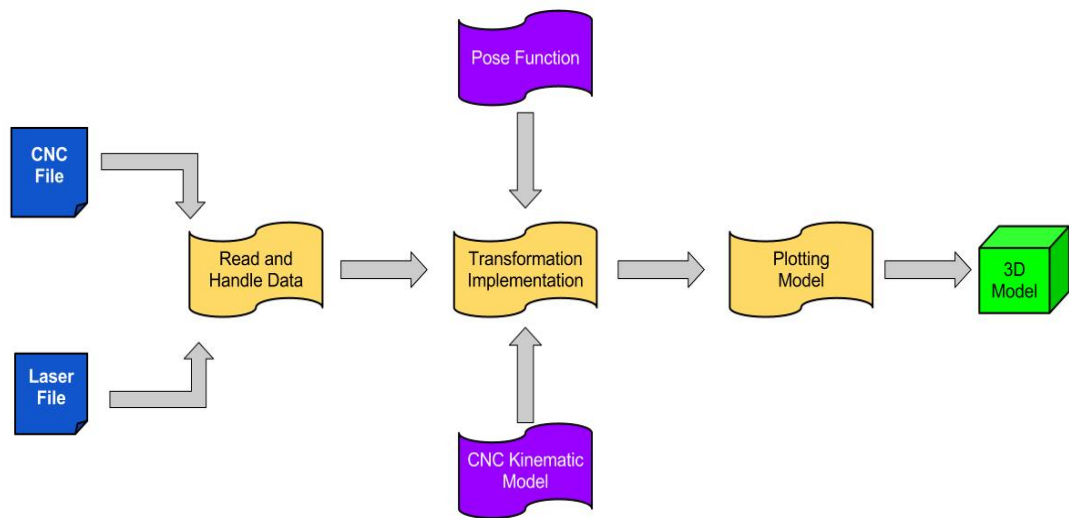 Pose Function
CNC
File
Read and
Handle Data
Transformation
Implementation
Plotting
Model
3D
Model
Laser
File
CNC Kinematic
Model